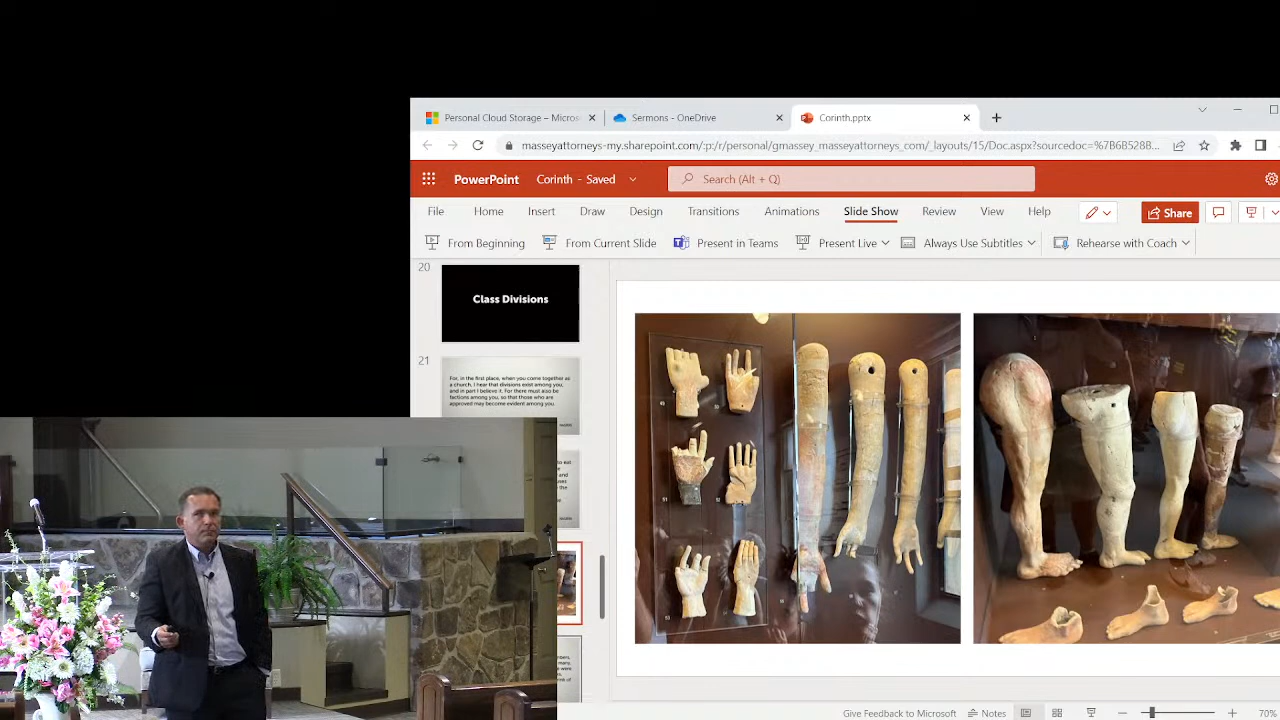 Personal Cloud Storage – Micros
Sermons - OneDrive
Corinth.pptx
masseyattorneys-my.sharepoint.com/:p:/r/personal/gmassey_masseyattorneys_com/_layouts/15/Doc.aspx?sourcedoc=%7B6B528B...
PowerPoint
Corinth - Saved
Search (Alt + Q)
File Home Insert Draw Design Transitions Animations Slide Show Review View Help
Share
From Beginning From Current Slide Present in Teams Present Live Always Use Subtitles Rehearse with Coach
20
Class Divisions
21
For, in the first place, when you come together as
a church, I hear that divisions exist among you,
and in part I believe it. For there must also be
factions among you, so that those who are
approved may become evident among you.
Give Feedback to Microsoft Notes 70%